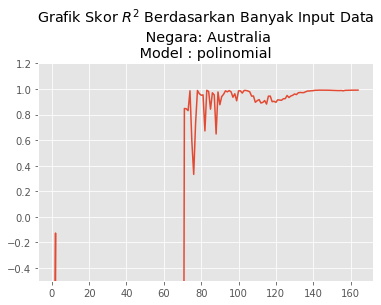 Grafik Skor R² Berdasarkan Banyak Input Data
Negara: Australia
Model : polinomial
1.2
1.0
0.8
0.6
0.4
0.2
0.0
−0.2
−0.4
0 20 40 60 80 100 120 140 160